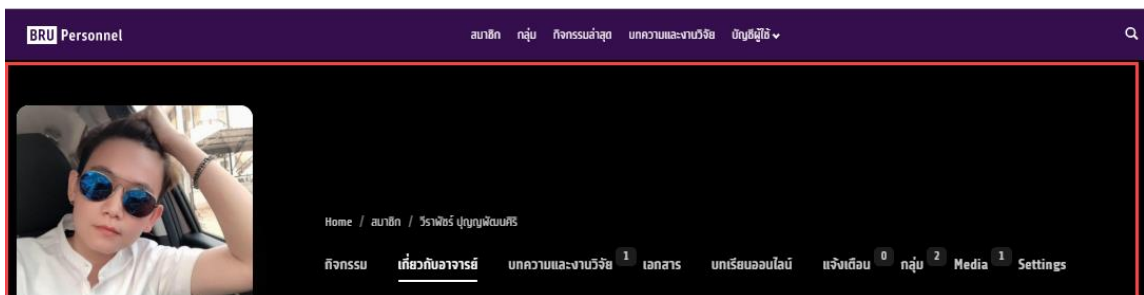 BRU Personnel
สมาชิก กลุ่ม กิจกรรมล่าสุด บทความและงานวิจัย บัญชีผู้ใช้
Home / สมาชิก / วีราพัชร์ ปุญญพัฒนศิริ
กิจกรรม เกี่ยวกับอาจารย์ บทความและงานวิจัย 1 เอกสาร บทเรียนออนไลน์ แจ้งเตือน 0 กลุ่ม 2 Media 1 Settings